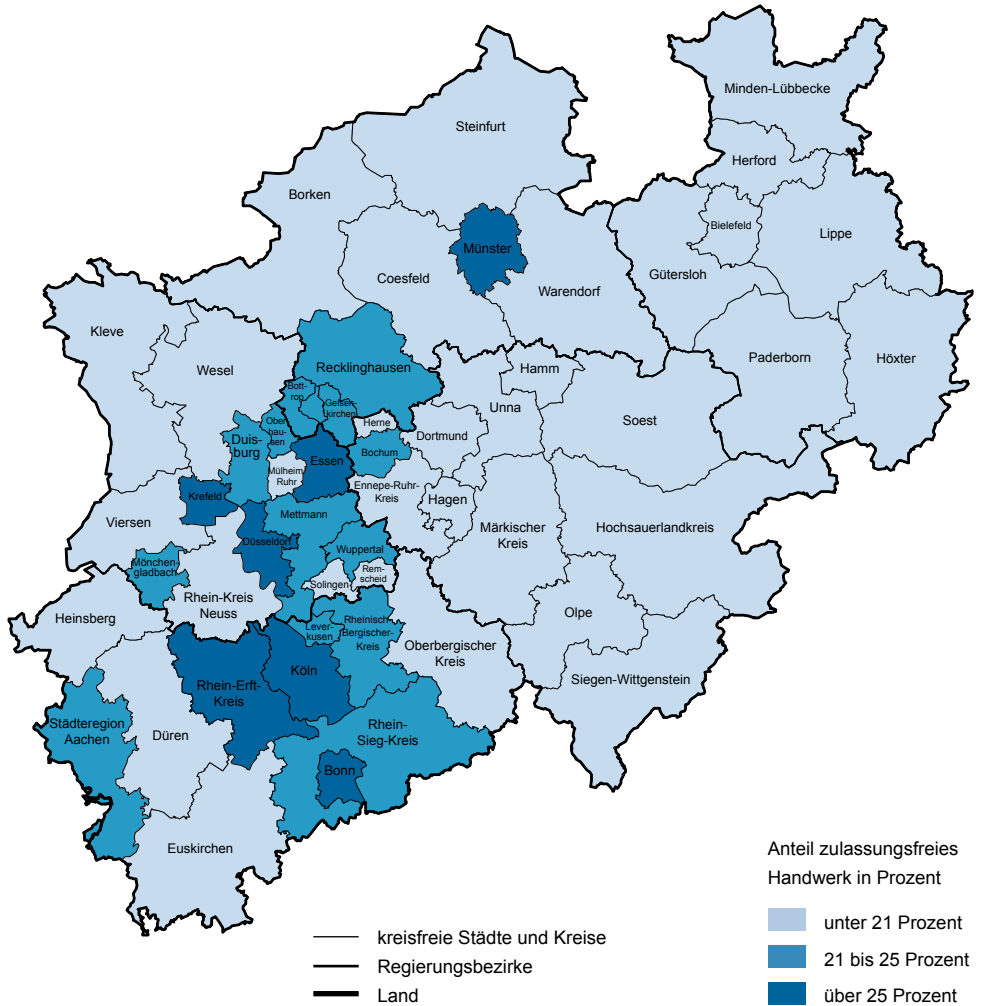 Minden-Lübbecke
Steinfurt
Herford
Borken
Bielefeld
Lippe
Münster
Coesfeld
Gütersloh
Warendorf
Kleve
Paderborn
Höxter
Wesel
Recklinghausen
Hamm
Bott-
rop
Gelsen-
kirchen
Unna
Soest
Ober
hau-
sen
Herne
Duis-
burg
Dortmund
Essen
Bochum
Mülheim/
Ruhr
Ennepe-Ruhr-
Kreis
Krefeld
Hagen
Mettmann
Viersen
Märkischer
Kreis
Hochsauerlandkreis
Düsseldorf
Wuppertal
Mönchen-
gladbach
Rem-
scheid
Solingen
Rhein-Kreis
Neuss
Heinsberg
Olpe
Lever-
kusen
Rheinisch-
Bergischer-
Kreis
Oberbergischer
Kreis
Köln
Rhein-Erft-
Kreis
Siegen-Wittgenstein
Städteregion
Aachen
Rhein-
Sieg-Kreis
Düren
Bonn
Euskirchen
Anteil zulassungsfreies
Handwerk in Prozent
unter 21 Prozent
21 bis 25 Prozent
über 25 Prozent
kreisfreie Städte und Kreise
Regierungsbezirke
Land